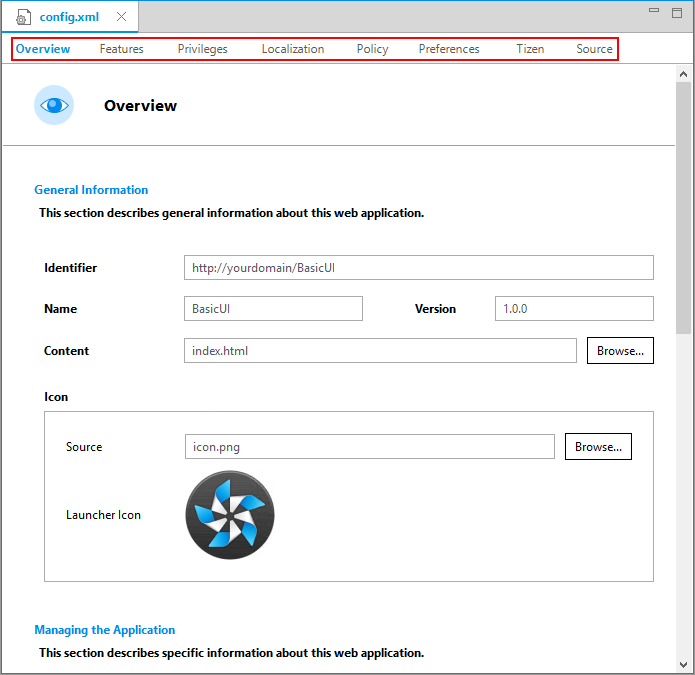 config.xml
Overview Features Privileges Localization Policy Preferences Tizen Source
Overview
General Information
This section describes general information about this web application.
Identifier http://yourdomain/BasicUI
Name BasicUI Version 1.0.0
Content index.html Browse...
Icon
Source icon.png Browse...
Launcher Icon
Managing the Application
This section describes specific information about this web application.